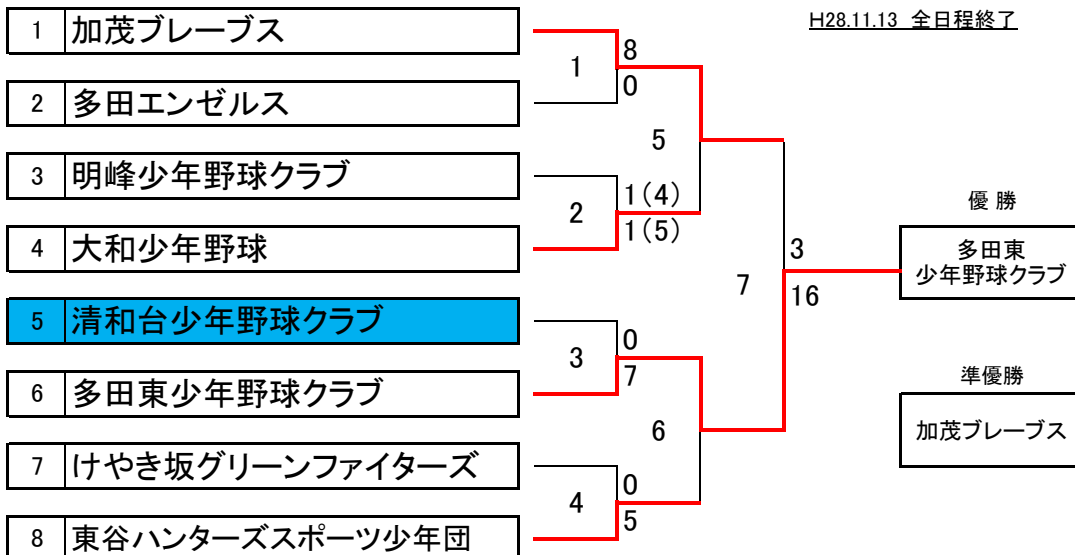 H28.11.13 全日程終了
1 加茂ブレーブス
2 多田エンゼルス
3 明峰少年野球クラブ
4 大和少年野球
5 清和台少年野球クラブ
6 多田東少年野球クラブ
7 けやき坂グリーンファイターズ
8 東谷ハンターズスポーツ少年団
1
8
0
2
1(4)
1(5)
3
0
7
4
0
5
5
6
7
3
16
優 勝
多田東
少年野球クラブ
準優勝
加茂ブレーブス